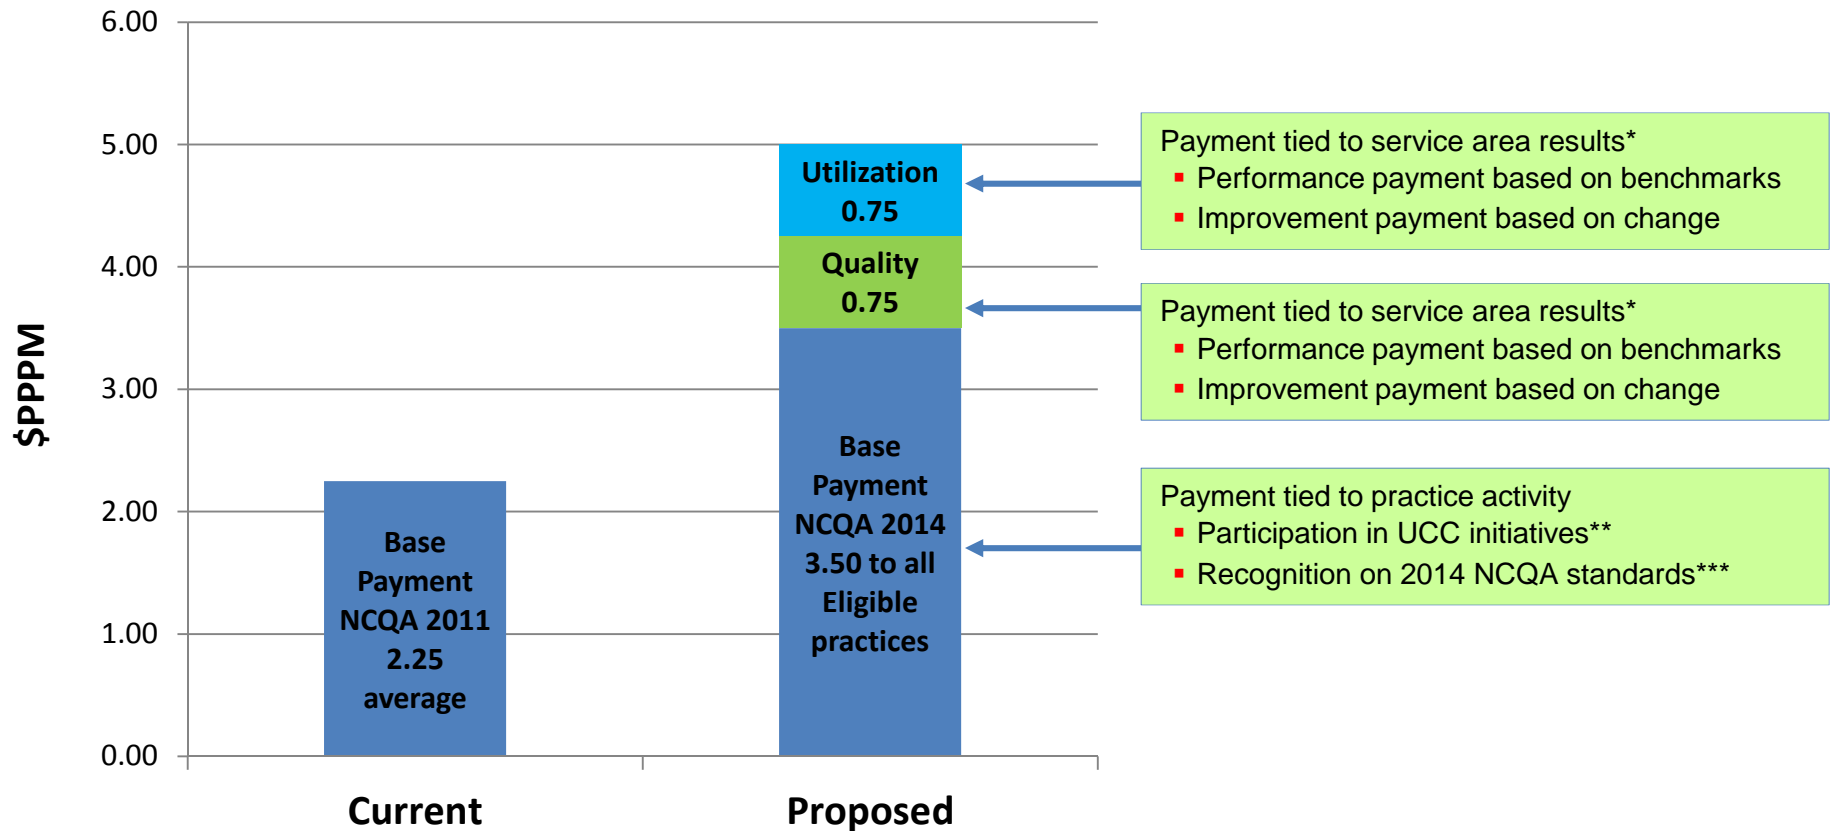 6.00
5.00
4.00
3.00
2.00
1.00
0.00
$PPPM
Base
Payment
NCQA 2011
2.25
average
Current
Utilization
0.75
Quality
0.75
Base
Payment
NCQA 2014
3.50 to all
Eligible
practices
Proposed
Payment tied to service area results*
▪ Performance payment based on benchmarks
▪ Improvement payment based on change
Payment tied to service area results*
▪ Performance payment based on benchmarks
▪ Improvement payment based on change
Payment tied to practice activity
▪ Participation in UCC initiatives**
▪ Recognition on 2014 NCQA standards***